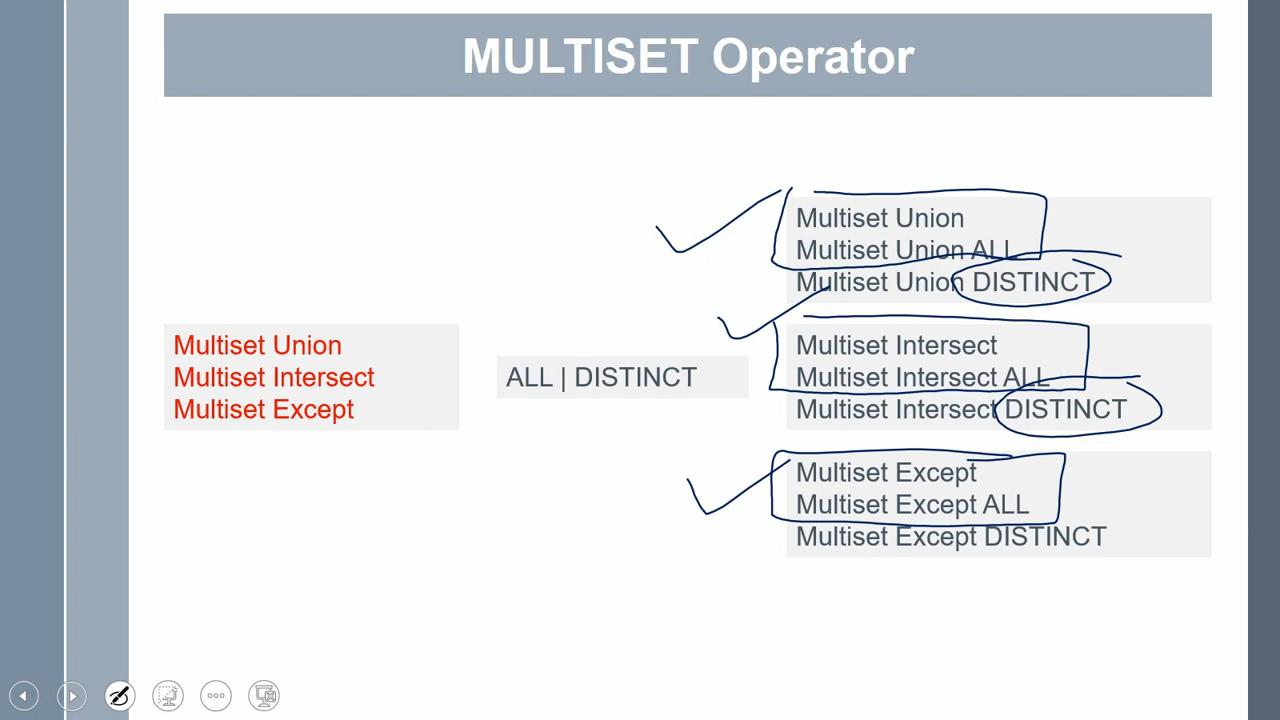 MULTISET Operator
Multiset Union
Multiset Intersect
Multiset Except
ALL | DISTINCT
Multiset Union
Multiset Union ALL
Multiset Union DISTINCT
Multiset Intersect
Multiset Intersect ALL
Multiset Intersect DISTINCT
Multiset Except
Multiset Except ALL
Multiset Except DISTINCT